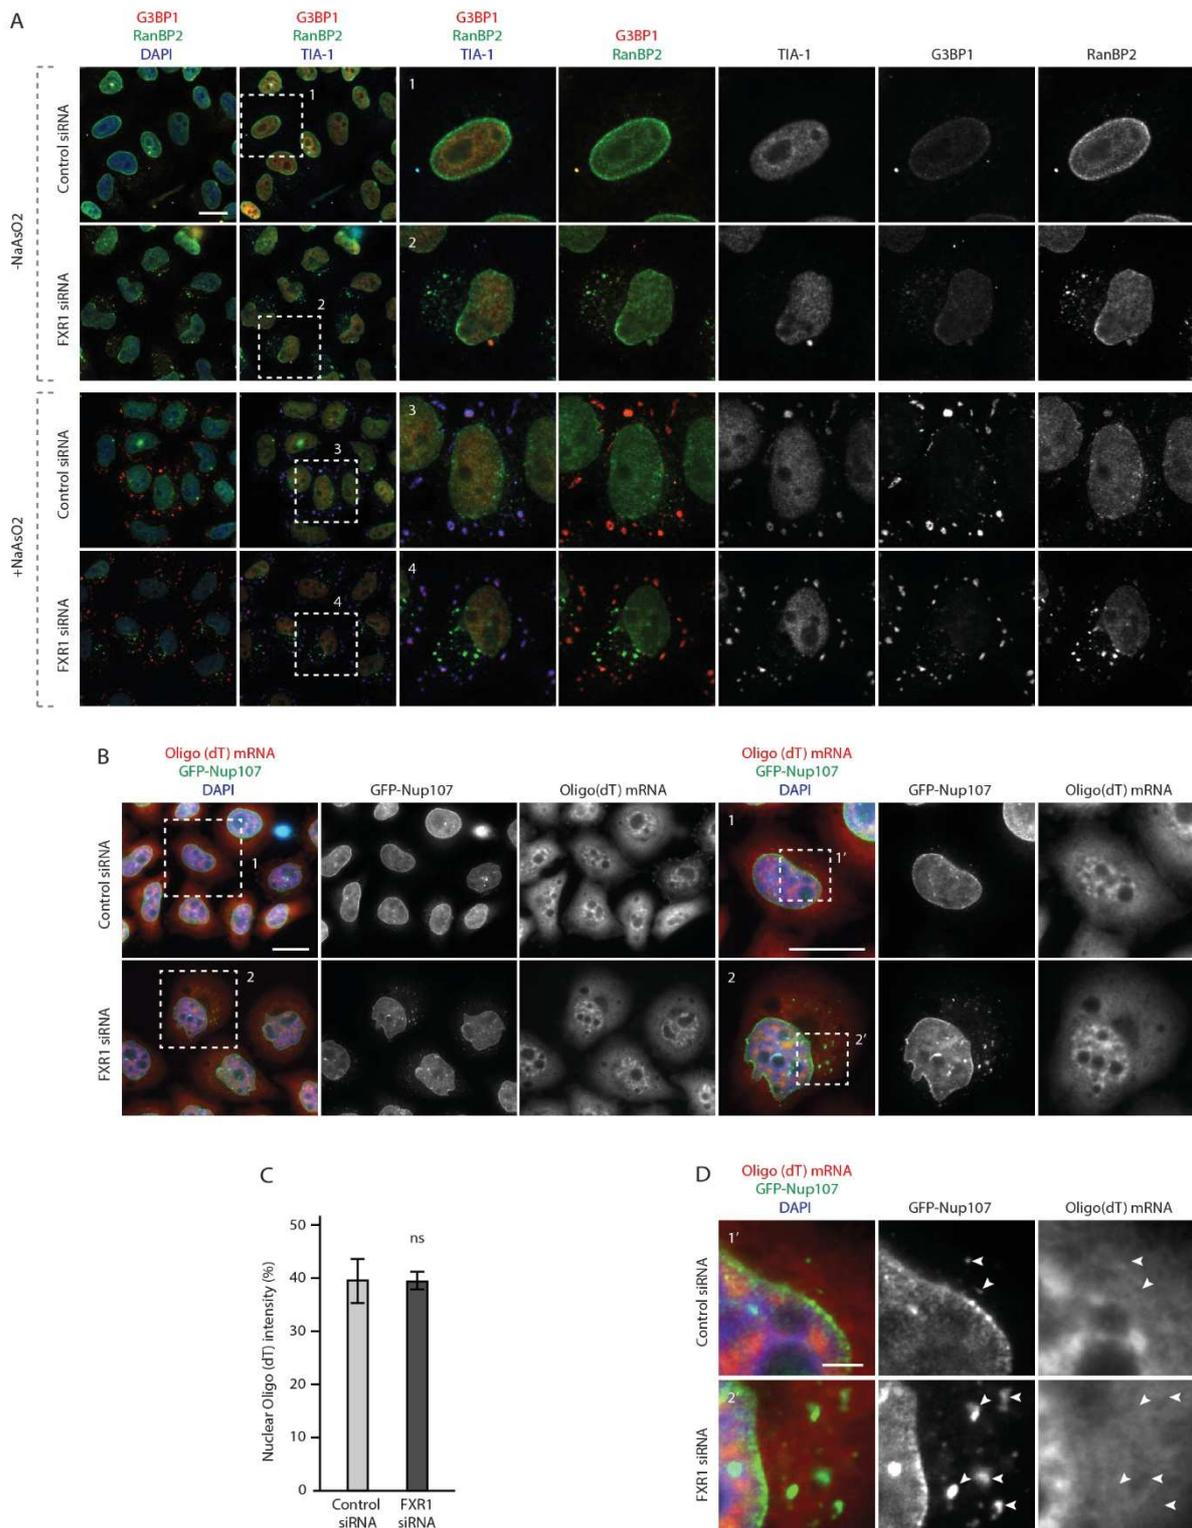 A
G3BP1
RanBP2
DAPI
G3BP1
RanBP2
TIA-1
G3BP1
RanBP2
TIA-1
G3BP1
RanBP2
TIA-1
G3BP1
RanBP2
-NaAsO2
Control siRNA
1
1
FXR1 siRNA
2
2
+NaAsO2
Control siRNA
3
3
FXR1 siRNA
4
4
B
Oligo (dT) mRNA
GFP-Nup107
DAPI
GFP-Nup107
Oligo(dT) mRNA
Oligo (dT) mRNA
GFP-Nup107
DAPI
GFP-Nup107
Oligo(dT) mRNA
Control siRNA
1
1
1'
FXR1 siRNA
2
2
2'
C
Nuclear Oligo (dT) intensity (%)
50
40
30
20
10
0
ns
Control
siRNA
FXR1
siRNA
D
Oligo (dT) mRNA
GFP-Nup107
DAPI
GFP-Nup107
Oligo(dT) mRNA
Control siRNA
1'
FXR1 siRNA
2'